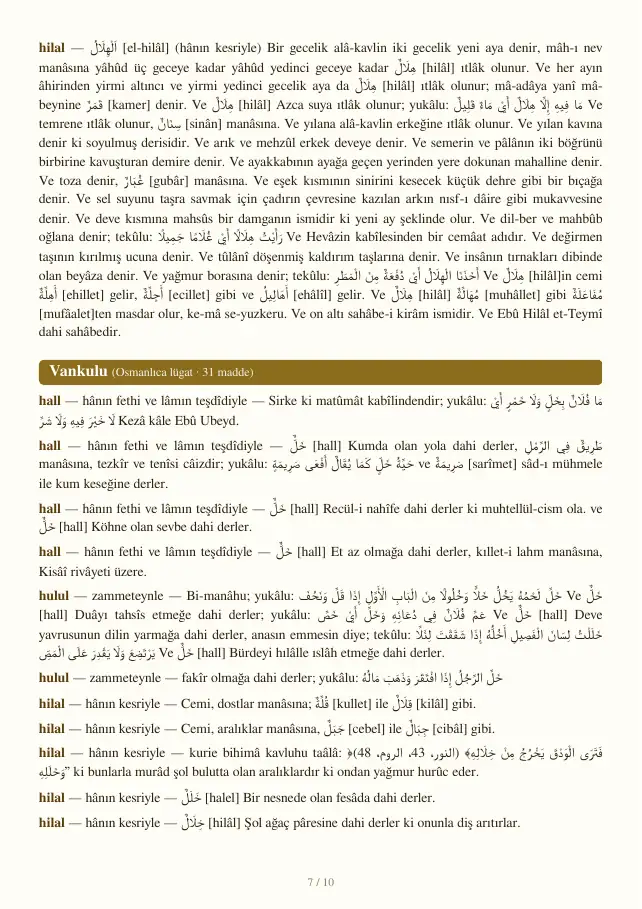 hilal — اَلْهِلَالُ [el-hilâl] (hânın kesriyle) Bir gecelik alâ-kavlin iki gecelik yeni aya denir, mâh-ı nev
manâsına yâhûd üç geceye kadar yâhûd yedinci geceye kadar هِلَالٌ [hilâl] ıtlâk olunur. Ve her ayın
âhirinden yirmi altıncı ve yirmi yedinci gecelik aya da هِلَالٌ [hilâl] ıtlâk olunur; mâ-adâya yanî mâ-
beynine قَمَرٌ [kamer] denir. Ve هِلَالٌ [hilâl] Azca suya ıtlâk olunur; yukâlu: مَا فِيهِ إِلَّا هِلَالٌ أَيْ مَاءٌ قَلِيلٌ Ve
temrene ıtlak olunur, سِنَانٌ [sinân] manâsına. Ve yılana alâ-kavlin erkeğine ıtlâk olunur. Ve yılan kavına
denir ki soyulmuş derisidir. Ve arık ve mehzûl erkek deveye denir. Ve semerin ve pâlânın iki böğrünü
birbirine kavuşturan demire denir. Ve ayakkabının ayağa geçen yerinden yere dokunan mahalline denir.
Ve toza denir, غُبَارٌ [gubâr] manâsına. Ve eşek kısmının sinirini kesecek küçük dehre gibi bir bıçağa
denir. Ve sel suyunu taşra savmak için çadırın çevresine kazılan arkın nısf-ı dâire gibi mukavvesine
denir. Ve deve kısmına mahsûs bir damganın ismidir ki yeni ay şeklinde olur. Ve dil-ber ve mahbûb
oğlana denir; tekûlu: رَأَيْتُ هِلَالًا أَيْ غُلَامًا جَمِيلًا Ve Hevâzin kabîlesinden bir cemâat adıdır. Ve değirmen
taşının kırılmış ucuna denir. Ve tûlânî döşenmiş kaldırım taşlarına denir. Ve insânın tırnakları dibinde
olan beyâza denir. Ve yağmur borasına denir; tekûlu: أَخَذَنَا الْهِلَالُ أَيْ دُفْعَةٌ مِنَ الْمَطَرِ Ve هِلَالٌ [hilâl]in cemi
أَهِلَّةٌ [ehillet] gelir, أَجِلَّةٌ [ecillet] gibi ve أَهَالِيلُ [ehâlîl] gelir. Ve هِلَالٌ [hilâl] مُهَالَّةٌ [muhâllet] gibi مُفَاعَلَةٌ
[mufâalet]ten masdar olur, ke-mâ se-yuzkeru. Ve on altı sahâbe-i kirâm ismidir. Ve Ebû Hilâl et-Teymî
dahi sahâbedir.
Vankulu (Osmanlıca lügat · 31 madde)
hall — hânın fethi ve lâmın teşdîdiyle — Sirke ki matûmât kabîlindendir; yukâlu: مَا فُلَانٌ بِخَلٍّ وَلَا خَمْرٍ أَيْ
لَا خَيْرَ فِيهِ وَلَا شَرَّ Kezâ kâle Ebû Ubeyd.
hall — hânın fethi ve lâmın teşdîdiyle — خَلٌّ [hall] Kumda olan yola dahi derler, طَرِيقٌ فِي الرَّمْلِ
manâsına, tezkîr ve tenîsi câizdir; yukâlu: حَيَّةُ خَلٍّ كَمَا يُقَالُ أَفْعَى صَرِيمَةٍ ve صَرِيمَةٌ [sarîmet] sâd-ı mühmele
ile kum keseğine derler.
hall — hânın fethi ve lâmın teşdîdiyle — خَلٌّ [hall] Recül-i nahîfe dahi derler ki muhtellül-cism ola. ve
خَلٌّ [hall] Köhne olan sevbe dahi derler.
hall — hânın fethi ve lâmın teşdîdiyle — خَلٌّ [hall] Et az olmağa dahi derler, kıllet-i lahm manâsına,
Kisâî rivâyeti üzere.
hulul — zammeteynle — Bi-manâhu; yukâlu: خَلَّ لَحْمُهُ يَخُلُّ خَلًّا وَخُلُولًا مِنَ الْبَابِ الْأَوَّلِ إِذَا قَلَّ وَنَحُفَ Ve خَلٌّ
[hall] Duâyı tahsîs etmeğe dahi derler; yukâlu: عَمَّ فُلَانٌ فِي دُعَائِهِ وَخَلَّ أَيْ خَصَّ Ve خَلٌّ [hall] Deve
yavrusunun dilin yarmağa dahi derler, anasın emmesin diye; tekûlu: خَلَلْتُ لِسَانَ الْفَصِيلِ أَخُلُّهُ إِذَا شَقَقْتَ لِئَلَّا
يَرْتَضِعَ وَلَا يَقْدِرَ عَلَى الْمَصِّ Ve خَلٌّ [hall] Bürdeyi hılâlle ıslâh etmeğe dahi derler.
hulul — zammeteynle — fakîr olmağa dahi derler; yukâlu: خَلَّ الرَّجُلُ إِذَا افْتَقَرَ وَذَهَبَ مَالُهُ
hilal — hânın kesriyle — Cemi, dostlar manâsına; قُلَّةٌ [kullet] ile قِلَالٌ [kilâl] gibi.
hilal — hânın kesriyle — Cemi, aralıklar manâsına, جَبَلٌ [cebel] ile جِبَالٌ [cibâl] gibi.
hilal — hânın kesriyle — kurie bihimâ kavluhu taâlâ: ﴿فَتَرَى الْوَدْقَ يَخْرُجُ مِنْ خِلَالِهِ﴾ (النور، 43، الروم، 48)
وَخَلَلِهِ” ki bunlarla murâd şol bulutta olan aralıklardır ki ondan yağmur hurûc eder.
hilal — hânın kesriyle — خَلَلٌ [halel] Bir nesnede olan fesâda dahi derler.
hilal — hânın kesriyle — خِلَالٌ [hilâl] Şol ağaç pâresine dahi derler ki onunla diş arıtırlar.
7 / 10